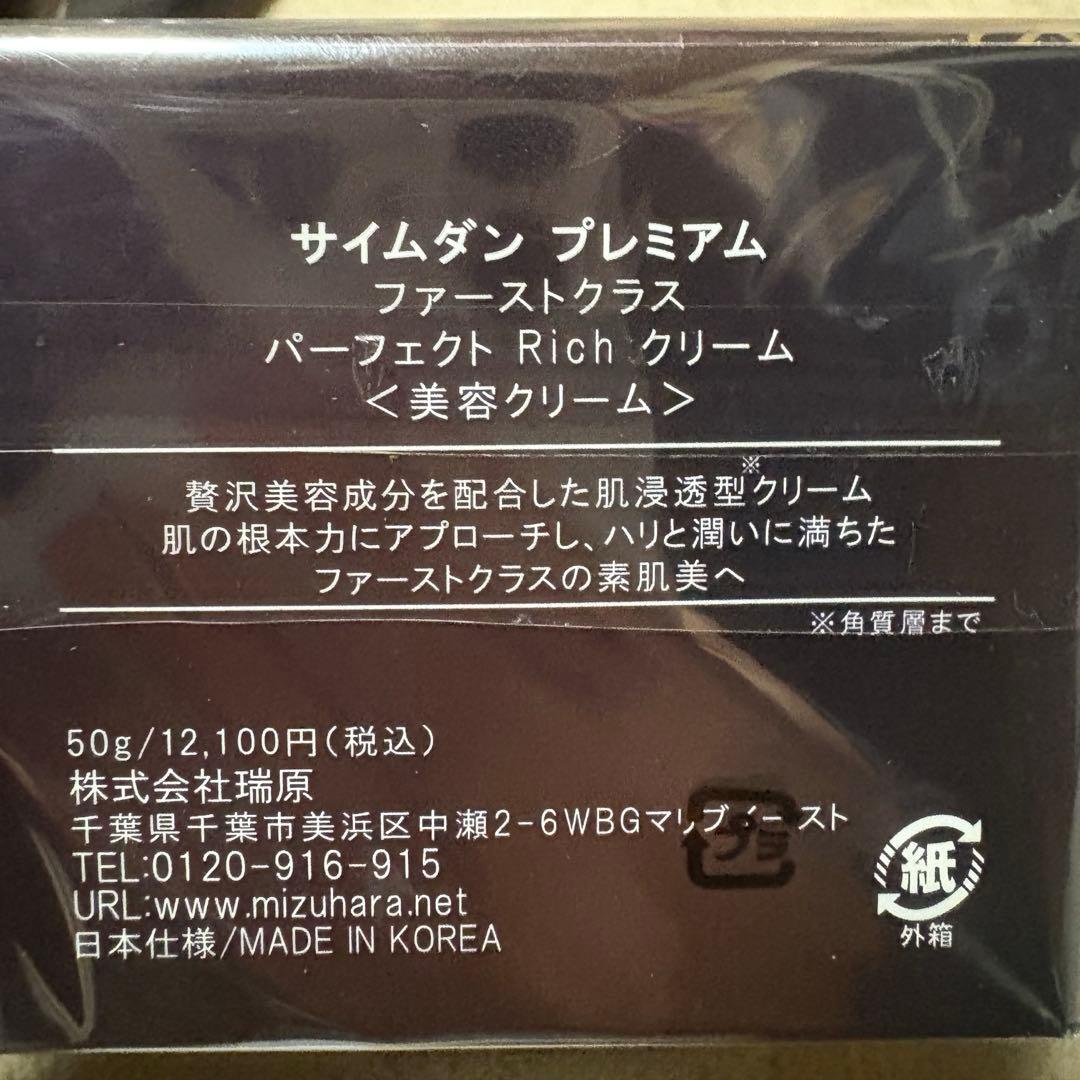 サイムダン プレミアム
ファーストクラス
パーフェクト Rich クリーム
＜美容クリーム＞
贅沢美容成分を配合した肌浸透型※クリーム
肌の根本力にアプローチし、ハリと潤いに満ちた
ファーストクラスの素肌美へ
※角質層まで
50g/12,100円(税込)
株式会社瑞原
千葉県千葉市美浜区中瀬2-6WBGマリブイースト
TEL:0120-916-915
URL:www.mizuhara.net
日本仕様/MADE IN KOREA
プラ
紙
外箱